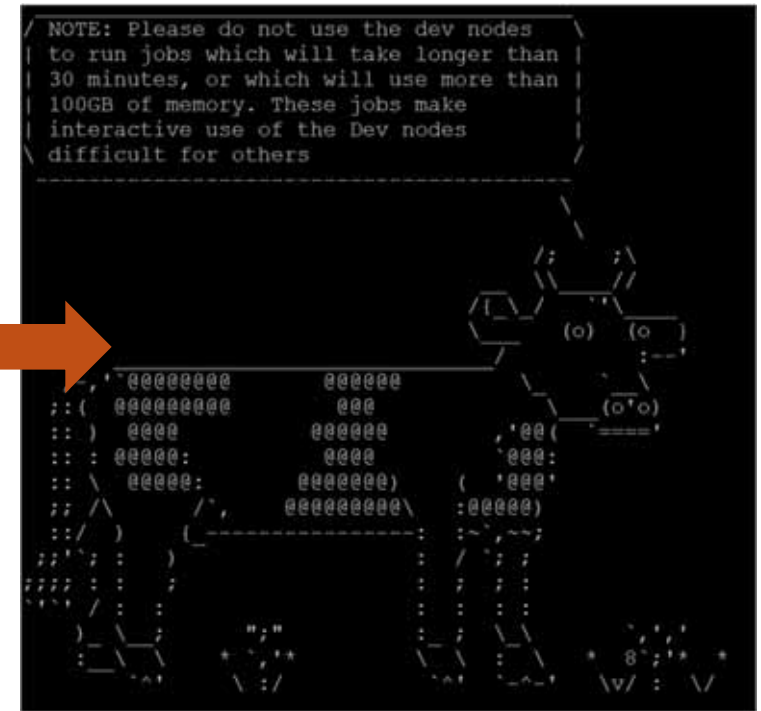 NOTE: Please do not use the dev nodes
to run jobs which will take longer than
30 minutes, or which will use more than
100GB of memory. These jobs make
interactive use of the Dev nodes
difficult for others